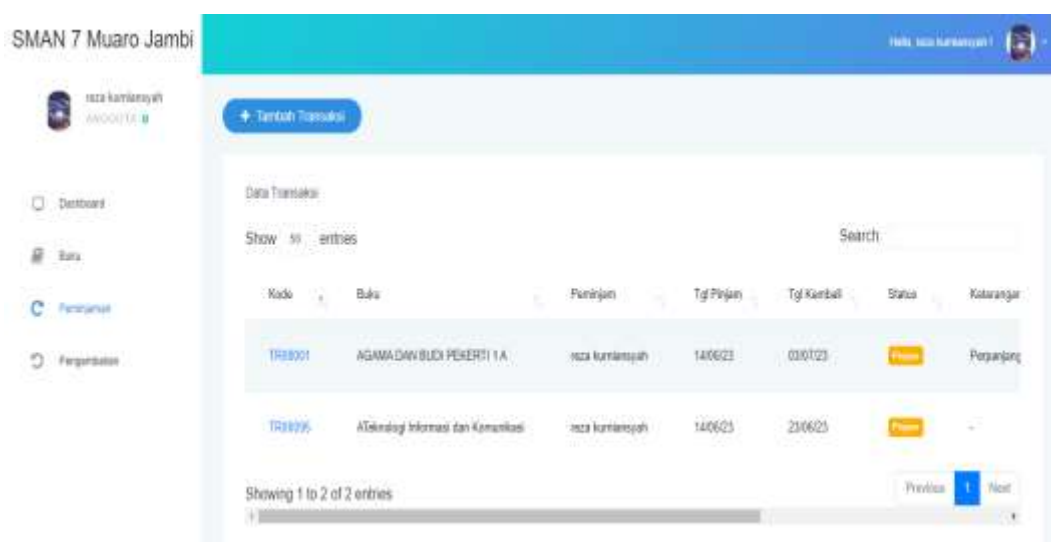 SMAN 7 Muaro Jambi
Hello, reza kurniansyah !
reza kurniansyah
ANGGOTA
+ Tambah Transaksi
Dashboard
Buku
Peminjaman
Pengembalian
Data Transaksi
Show 50 entries
Search
Kode Buku Peminjam Tgl Pinjam Tgl Kembali Status Katarangan
AGAMA DAN BUDI PEKERTI 1 A reza kurniansyah 14/06/23 03/07/23 Perpanjang
ATeknologi Informasi dan Komunikasi reza kurniansyah 14/06/23 23/06/23 -
Showing 1 to 2 of 2 entries
Previous 1 Next